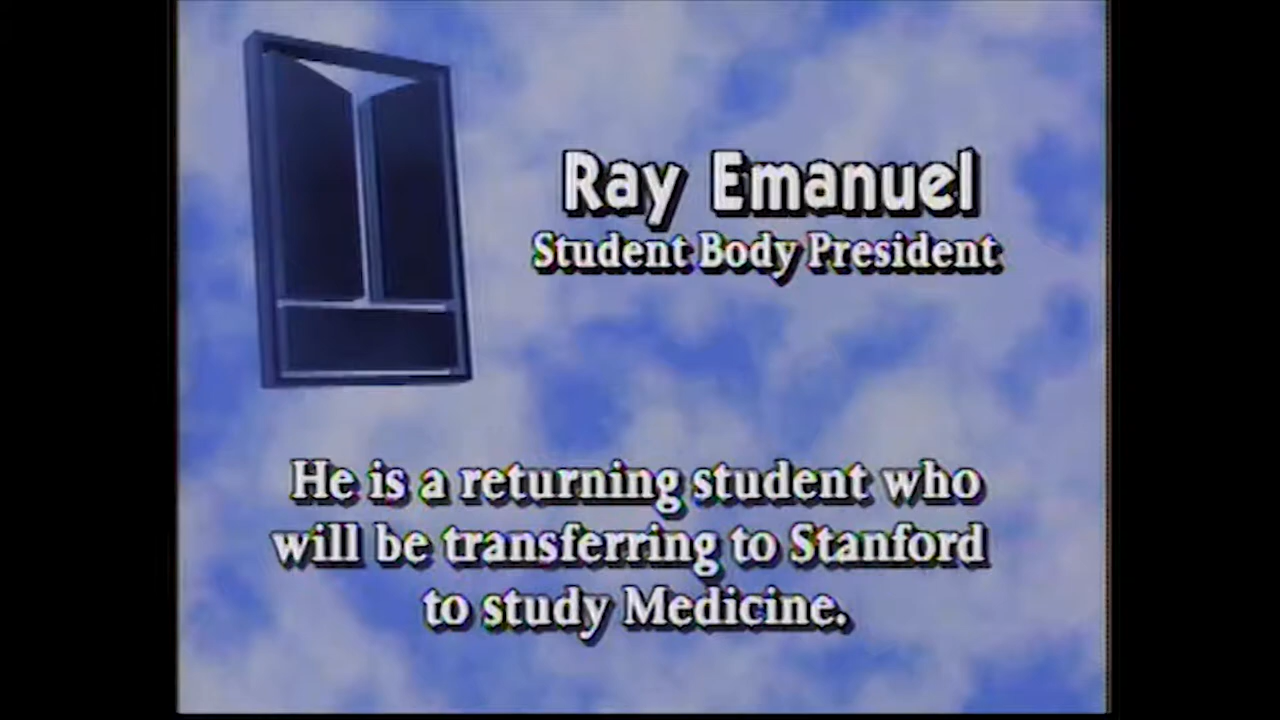 Ray Emanuel
Student Body President
He is a returning student who
will be transferring to Stanford
to study Medicine.